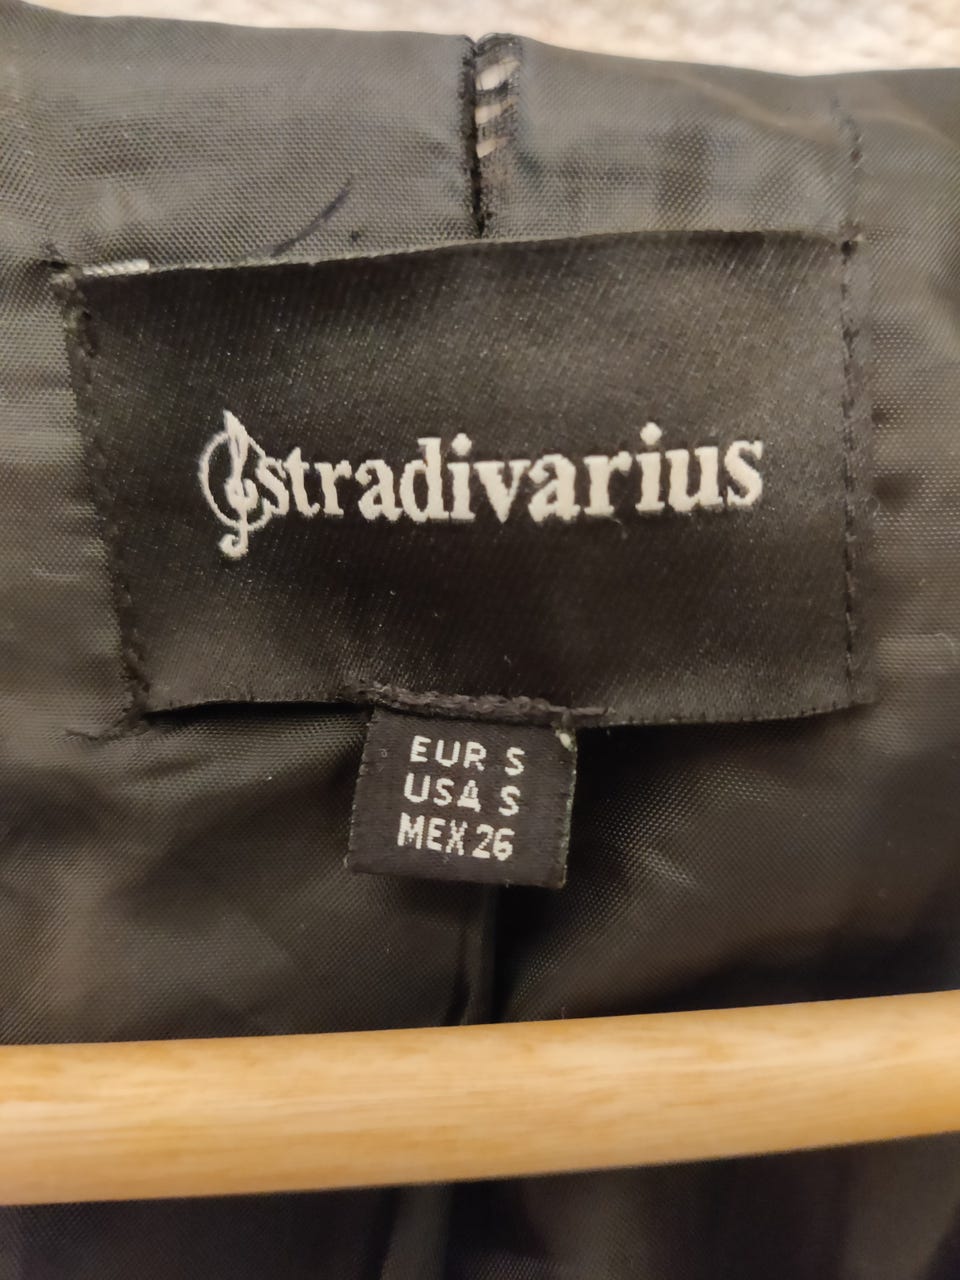 stradivarius
EUR S
USA S
MEX 26